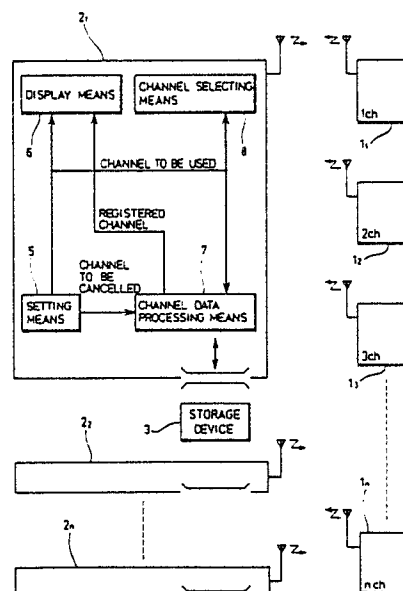 2₁
DISPLAY MEANS
CHANNEL SELECTING
MEANS
6
8
CHANNEL TO BE USED
REGISTERED
CHANNEL
5
CHANNEL
TO BE
CANCELLED
7
SETTING
MEANS
CHANNEL DATA
PROCESSING MEANS
3
STORAGE
DEVICE
2₂
2ₙ
1ch
1₁
2ch
1₂
3ch
1₃
1ₙ
nch